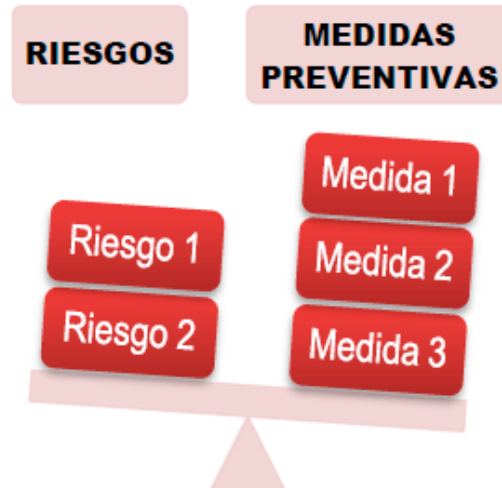 RIESGOS
MEDIDAS
PREVENTIVAS
Riesgo 1
Riesgo 2
Medida 1
Medida 2
Medida 3